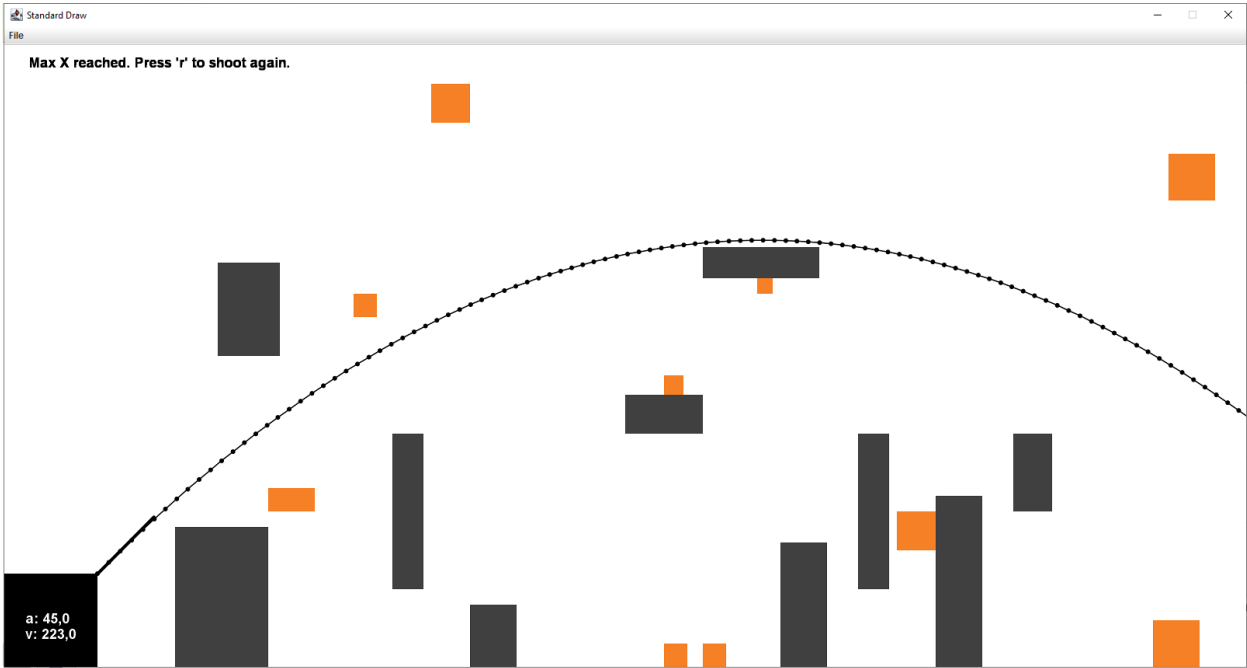 Standard Draw
File
Max X reached. Press 'r' to shoot again.
a: 45,0
v: 223,0